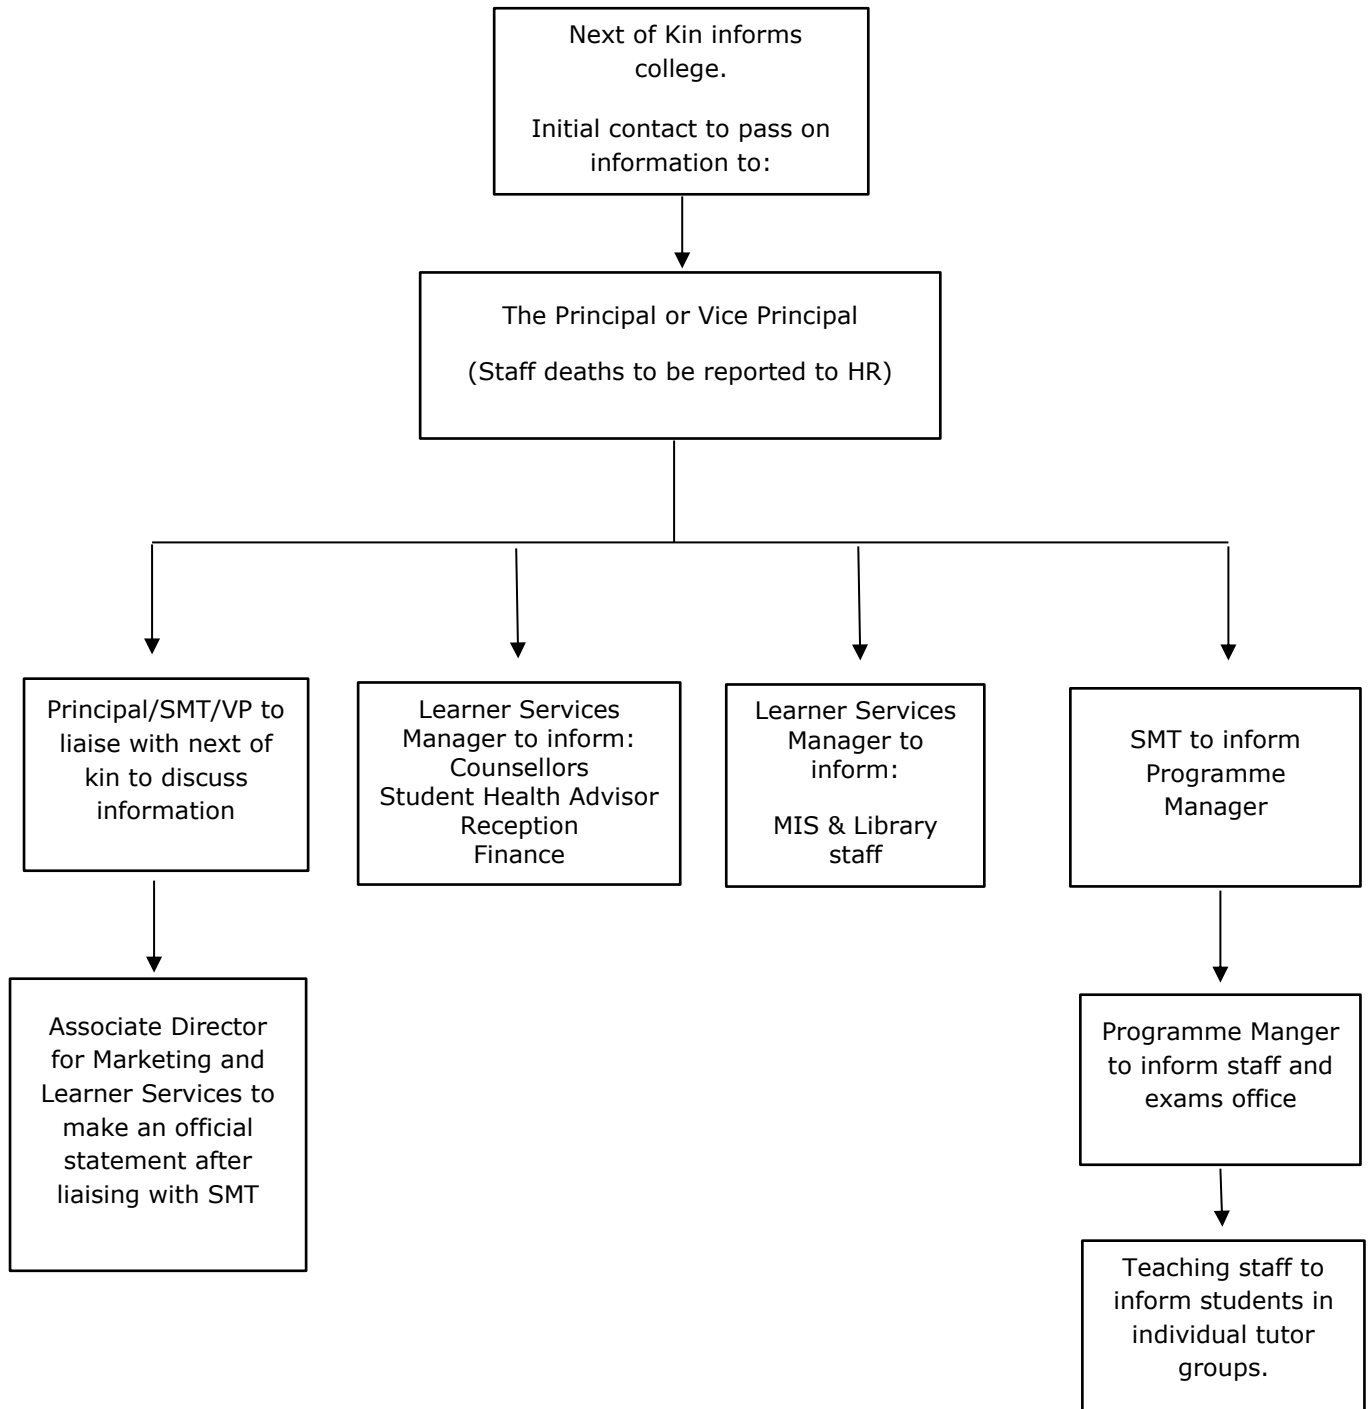 Next of Kin informs
college.
Initial contact to pass on
information to:
The Principal or Vice Principal
(Staff deaths to be reported to HR)
Principal/SMT/VP to
liaise with next of
kin to discuss
information
Learner Services
Manager to inform:
Counsellors
Student Health Advisor
Reception
Finance
Learner Services
Manager to
inform:
MIS & Library
staff
SMT to inform
Programme
Manager
Associate Director
for Marketing and
Learner Services to
make an official
statement after
liaising with SMT
Programme Manger
to inform staff and
exams office
Teaching staff to
inform students in
individual tutor
groups.